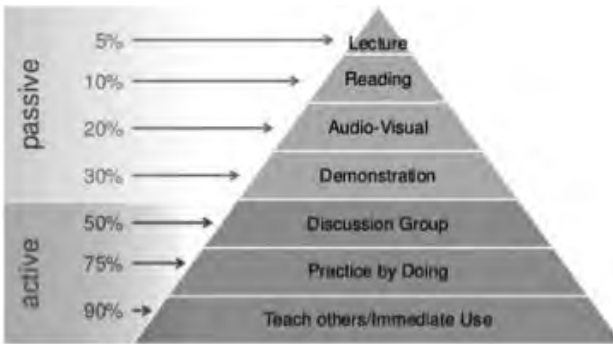 passive
5%
Lecture
10%
Reading
20%
Audio-Visual
30%
Demonstration
active
50%
Discussion Group
75%
Practice by Doing
90%
Teach others/Immediate Use